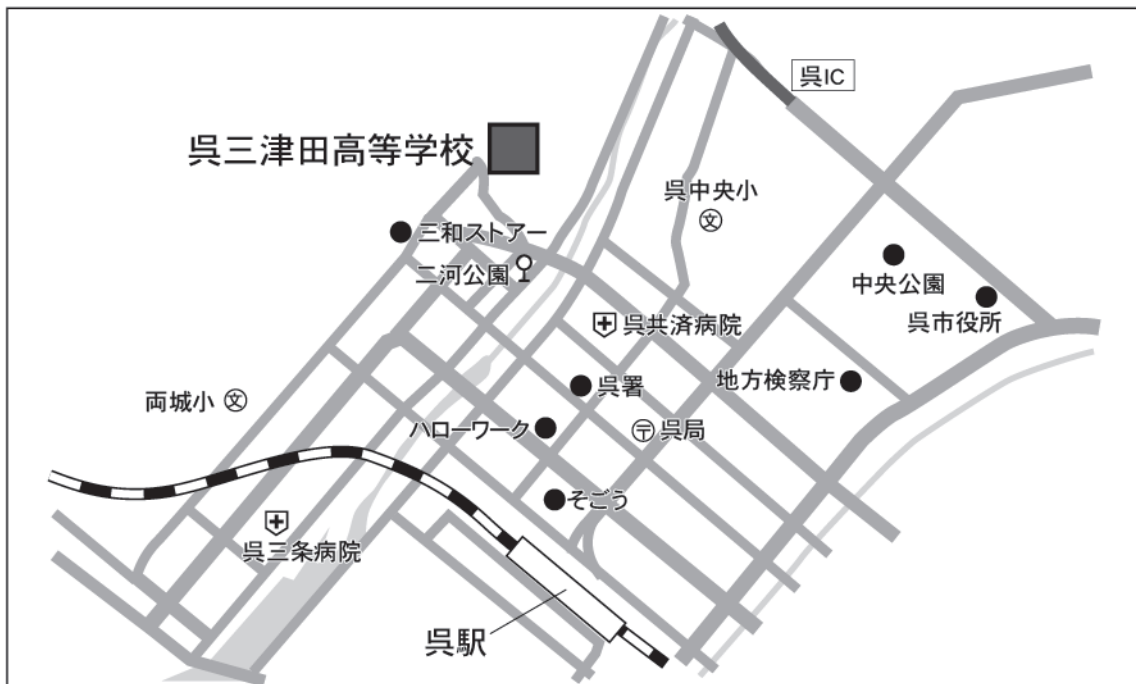 呉IC
呉三津田高等学校
呉中央小
文
三和ストアー
二河公園
中央公園
呉市役所
呉共済病院
地方検察庁
呉署
両城小
文
ハローワーク
〒
呉局
そごう
呉三条病院
呉駅